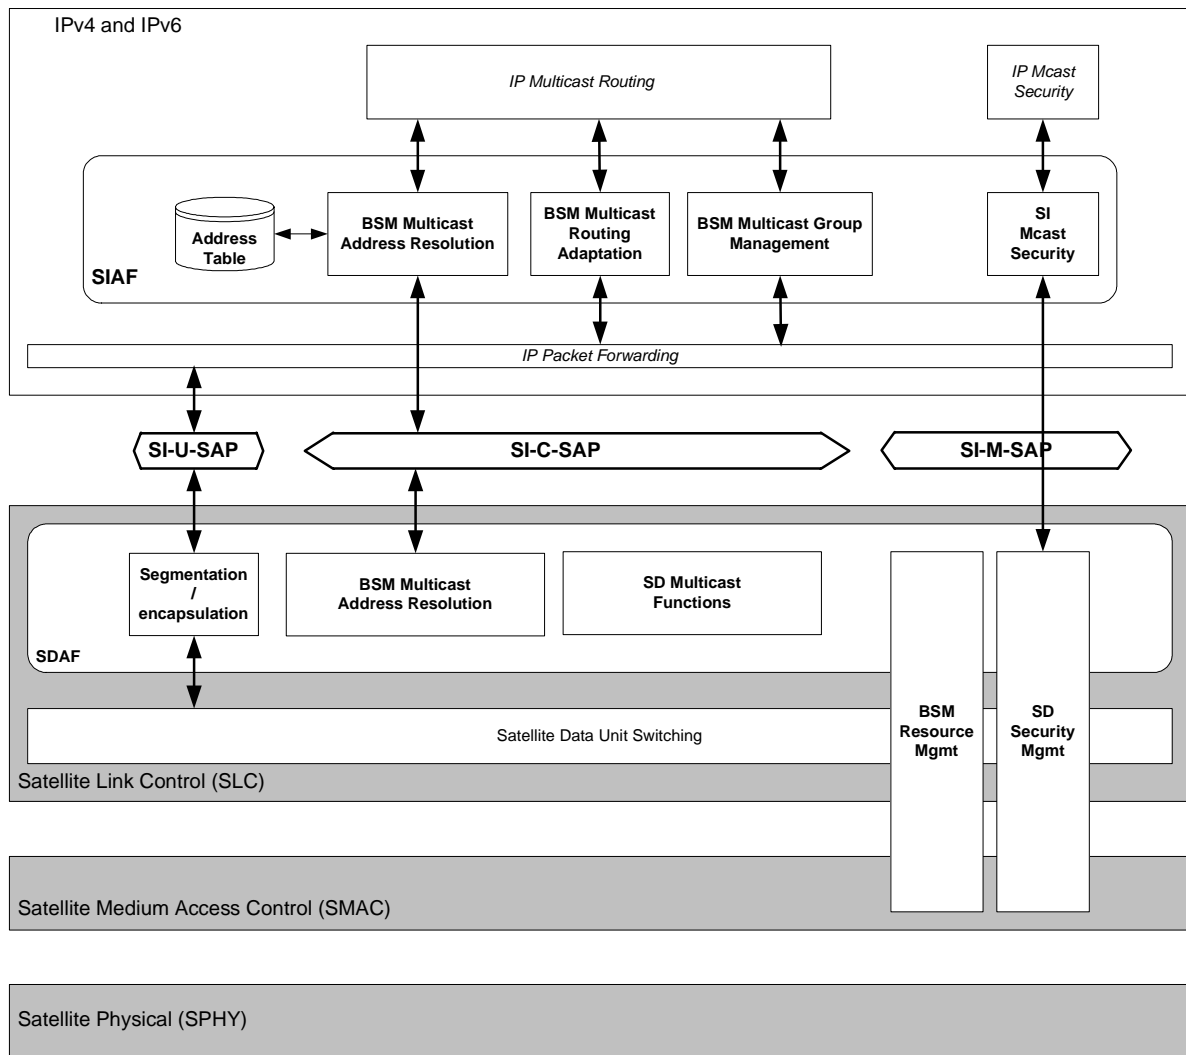 IPv4 and IPv6
IP Multicast Routing
IP Mcast
Security
Address
Table
BSM Multicast
Address Resolution
BSM Multicast
Routing
Adaptation
BSM Multicast Group
Management
SI
Mcast
Security
SIAF
IP Packet Forwarding
SI-U-SAP
SI-C-SAP
SI-M-SAP
Segmentation
/
encapsulation
BSM Multicast
Address Resolution
SD Multicast
Functions
SDAF
BSM
Resource
Mgmt
SD
Security
Mgmt
Satellite Data Unit Switching
Satellite Link Control (SLC)
Satellite Medium Access Control (SMAC)
Satellite Physical (SPHY)